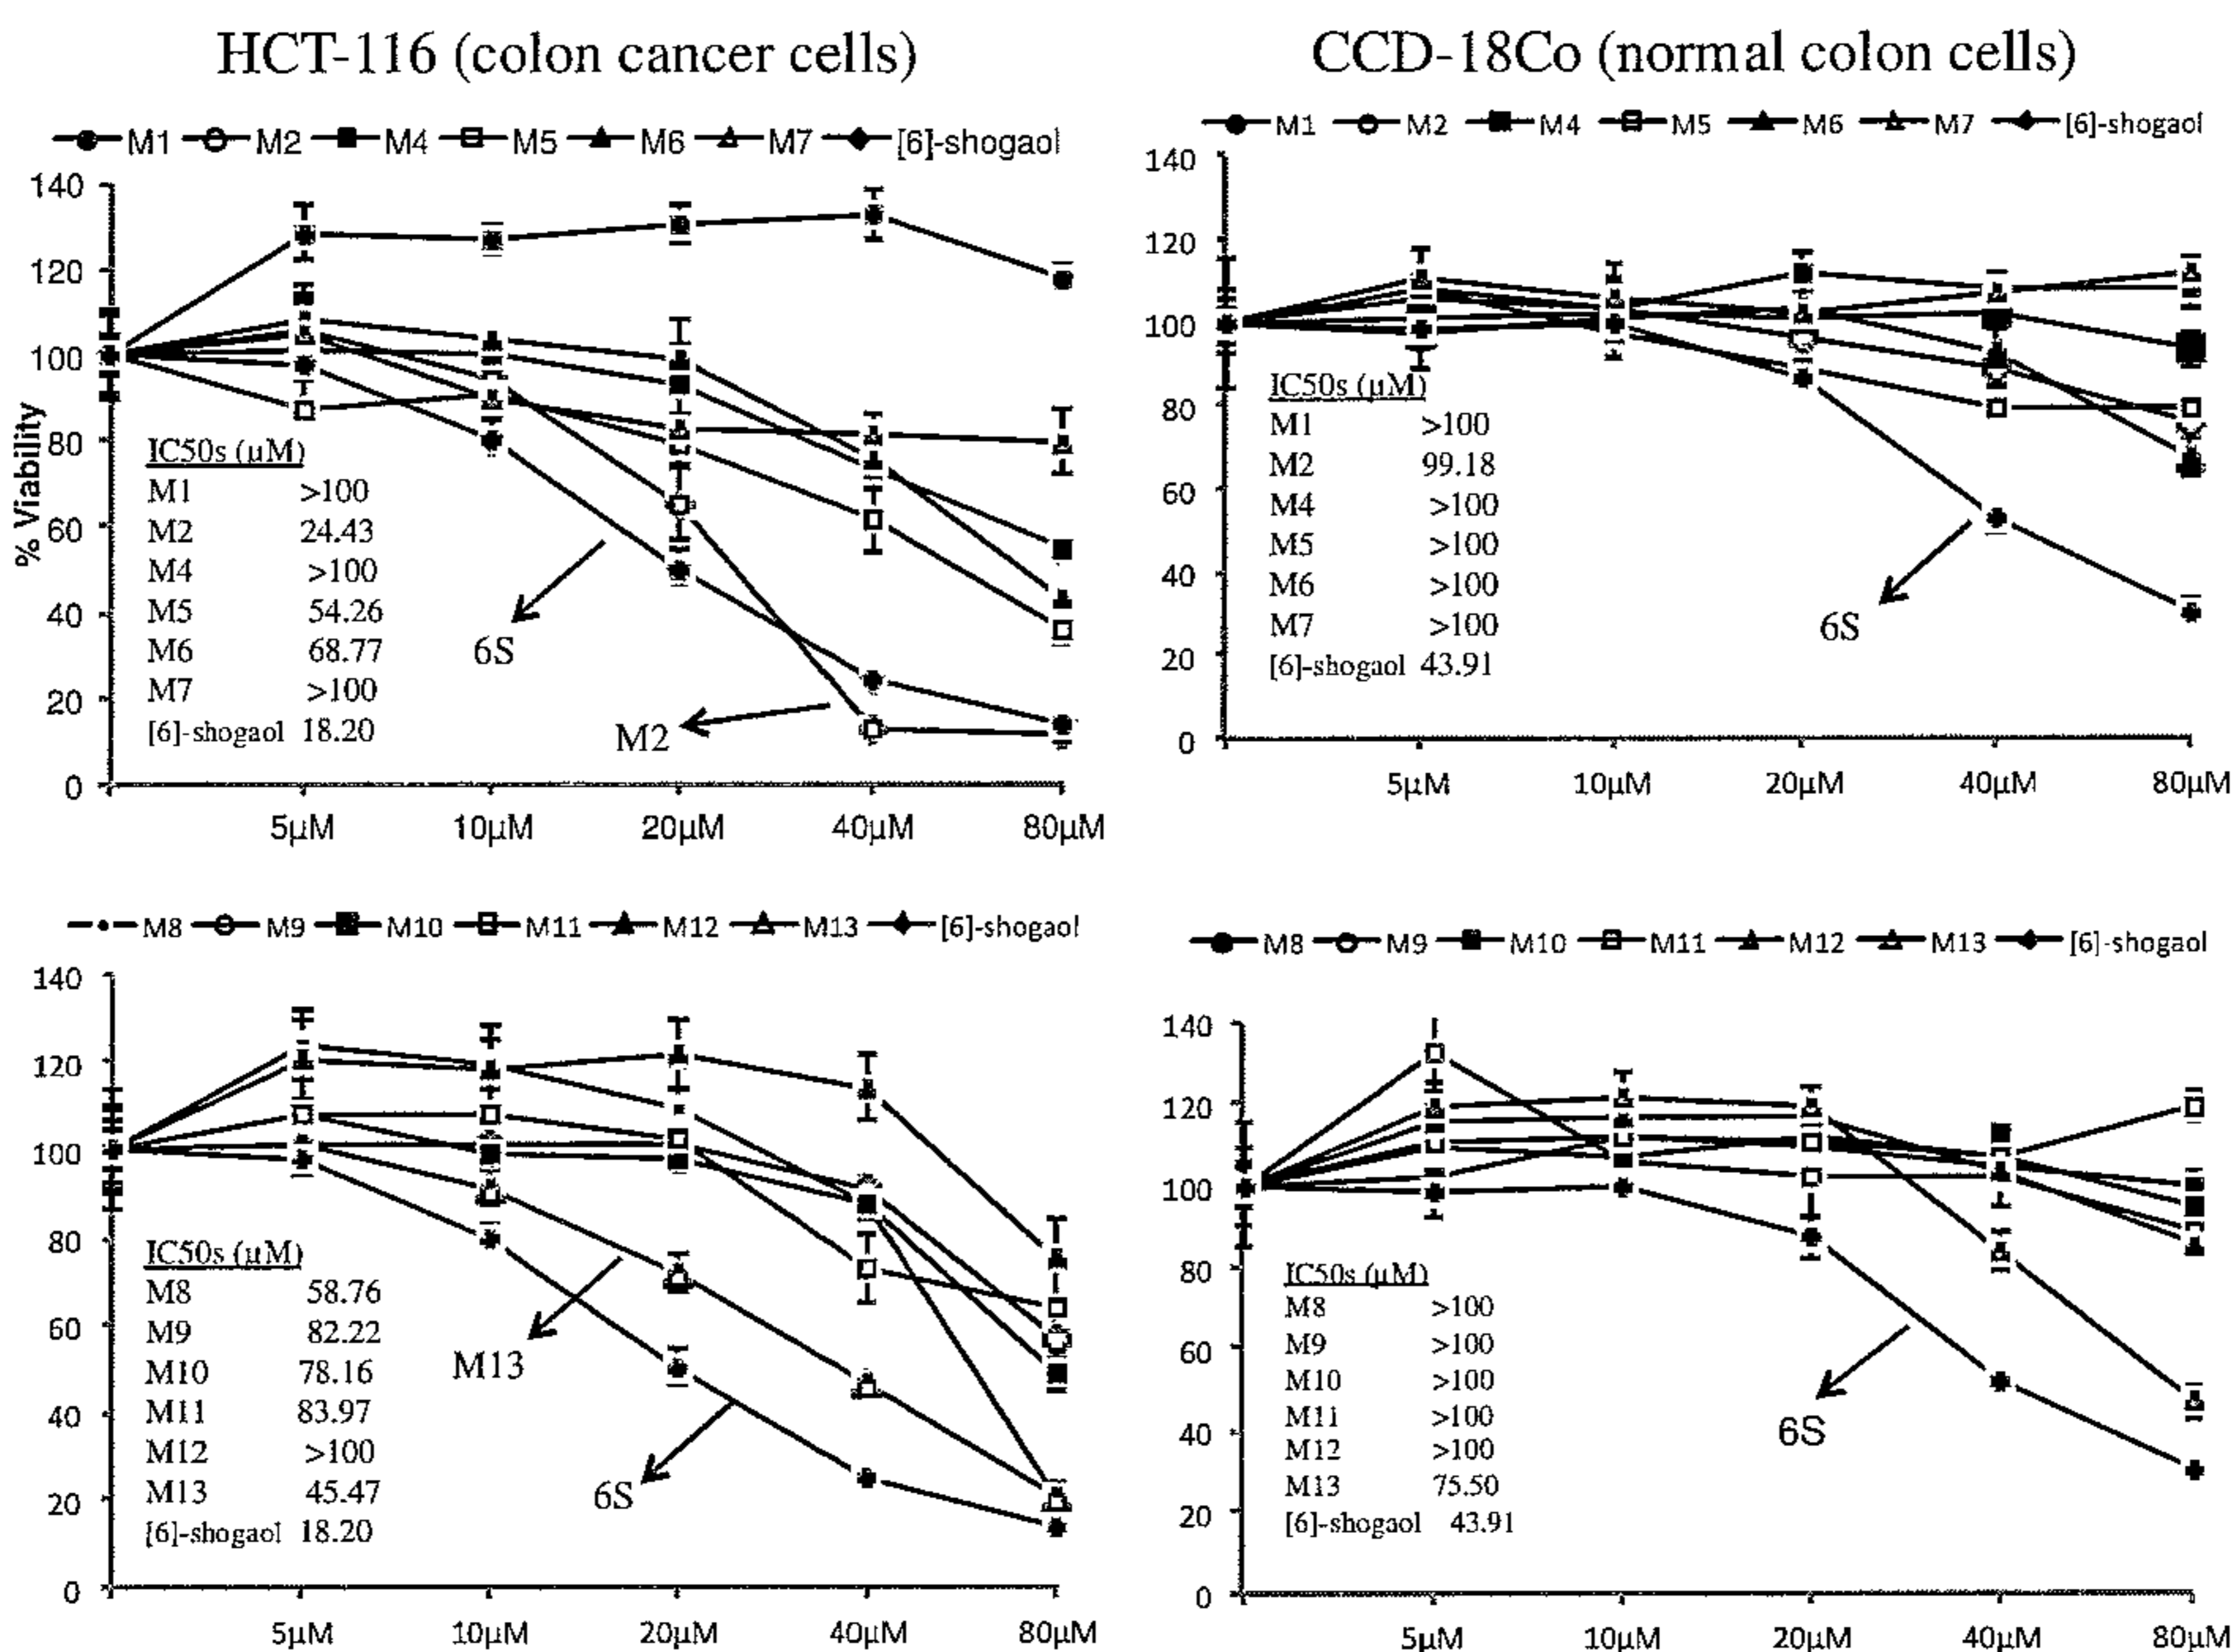 HCT-116 (colon cancer cells)
M1 M2 M4 M5 M6 M7 [6]-shogaol
140
120
100
80
60
40
20
0
% Viability
IC50s (µM)
M1 >100
M2 24.43
M4 >100
M5 54.26
M6 68.77
M7 >100
[6]-shogaol 18.20
6S
M2
5µM 10µM 20µM 40µM 80µM
CCD-18Co (normal colon cells)
M1 M2 M4 M5 M6 M7 [6]-shogaol
140
120
100
80
60
40
20
0
IC50s (µM)
M1 >100
M2 99.18
M4 >100
M5 >100
M6 >100
M7 >100
[6]-shogaol 43.91
6S
5µM 10µM 20µM 40µM 80µM
M8 M9 M10 M11 M12 M13 [6]-shogaol
140
120
100
80
60
40
20
0
IC50s (µM)
M8 58.76
M9 82.22
M10 78.16
M11 83.97
M12 >100
M13 45.47
[6]-shogaol 18.20
M13
6S
5µM 10µM 20µM 40µM 80µM
M8 M9 M10 M11 M12 M13 [6]-shogaol
140
120
100
80
60
40
20
0
IC50s (µM)
M8 >100
M9 >100
M10 >100
M11 >100
M12 >100
M13 75.50
[6]-shogaol 43.91
6S
5µM 10µM 20µM 40µM 80µM